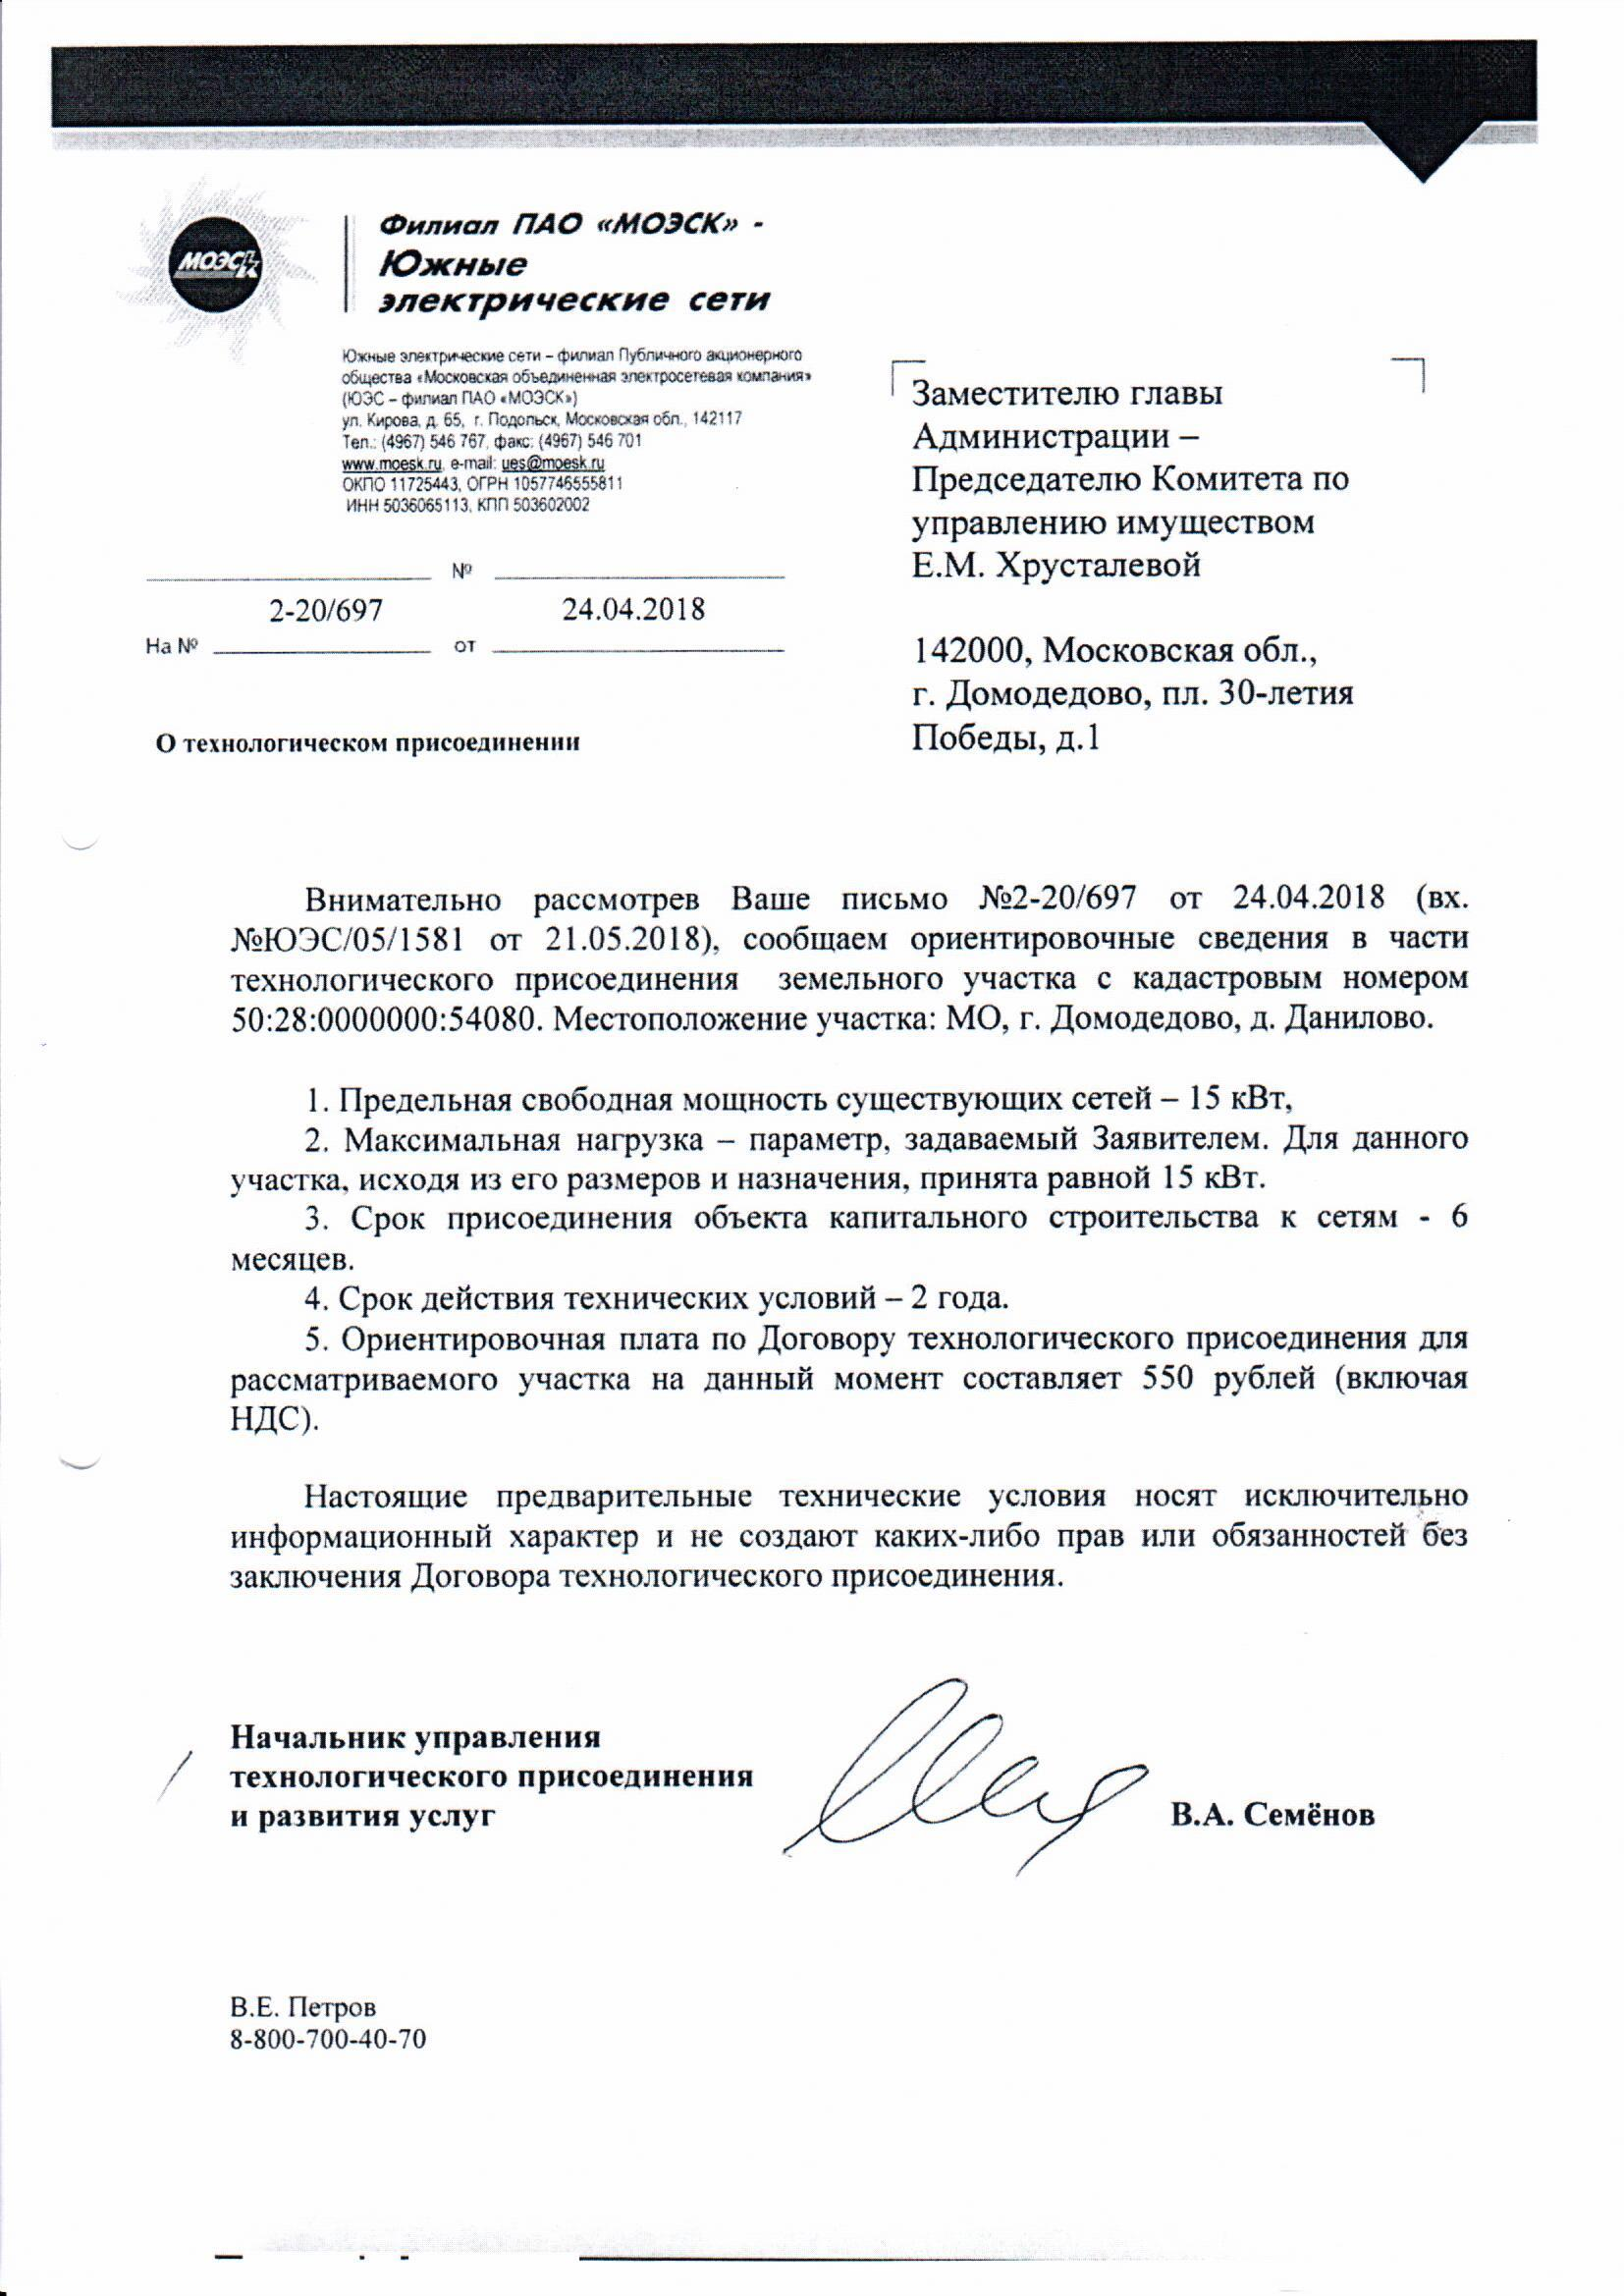 МОЭСК
Филиал ПАО «МОЭСК» -
Южные
электрические сети
Южные электрические сети – филиал Публичного акционерного
общества «Московская объединенная электросетевая компания»
(ЮЭС – филиал ПАО «МОЭСК»)
ул. Кирова, д. 65, г. Подольск, Московская обл., 142117
Тел.: (4967) 546 767, факс: (4967) 546 701
www.moesk.ru, e-mail: ues@moesk.ru
ОКПО 11725443, ОГРН 1057746555811
ИНН 5036065113, КПП 503602002
№
2-20/697 24.04.2018
На № от
О технологическом присоединении
Заместителю главы
Администрации –
Председателю Комитета по
управлению имуществом
Е.М. Хрусталевой
142000, Московская обл.,
г. Домодедово, пл. 30-летия
Победы, д.1
Внимательно рассмотрев Ваше письмо №2-20/697 от 24.04.2018 (вх.
№ЮЭС/05/1581 от 21.05.2018), сообщаем ориентировочные сведения в части
технологического присоединения земельного участка с кадастровым номером
50:28:0000000:54080. Местоположение участка: МО, г. Домодедово, д. Данилово.
1. Предельная свободная мощность существующих сетей – 15 кВт,
2. Максимальная нагрузка – параметр, задаваемый Заявителем. Для данного
участка, исходя из его размеров и назначения, принята равной 15 кВт.
3. Срок присоединения объекта капитального строительства к сетям - 6
месяцев.
4. Срок действия технических условий – 2 года.
5. Ориентировочная плата по Договору технологического присоединения для
рассматриваемого участка на данный момент составляет 550 рублей (включая
НДС).
Настоящие предварительные технические условия носят исключительно
информационный характер и не создают каких-либо прав или обязанностей без
заключения Договора технологического присоединения.
Начальник управления
технологического присоединения
и развития услуг
В.А. Семёнов
В.Е. Петров
8-800-700-40-70